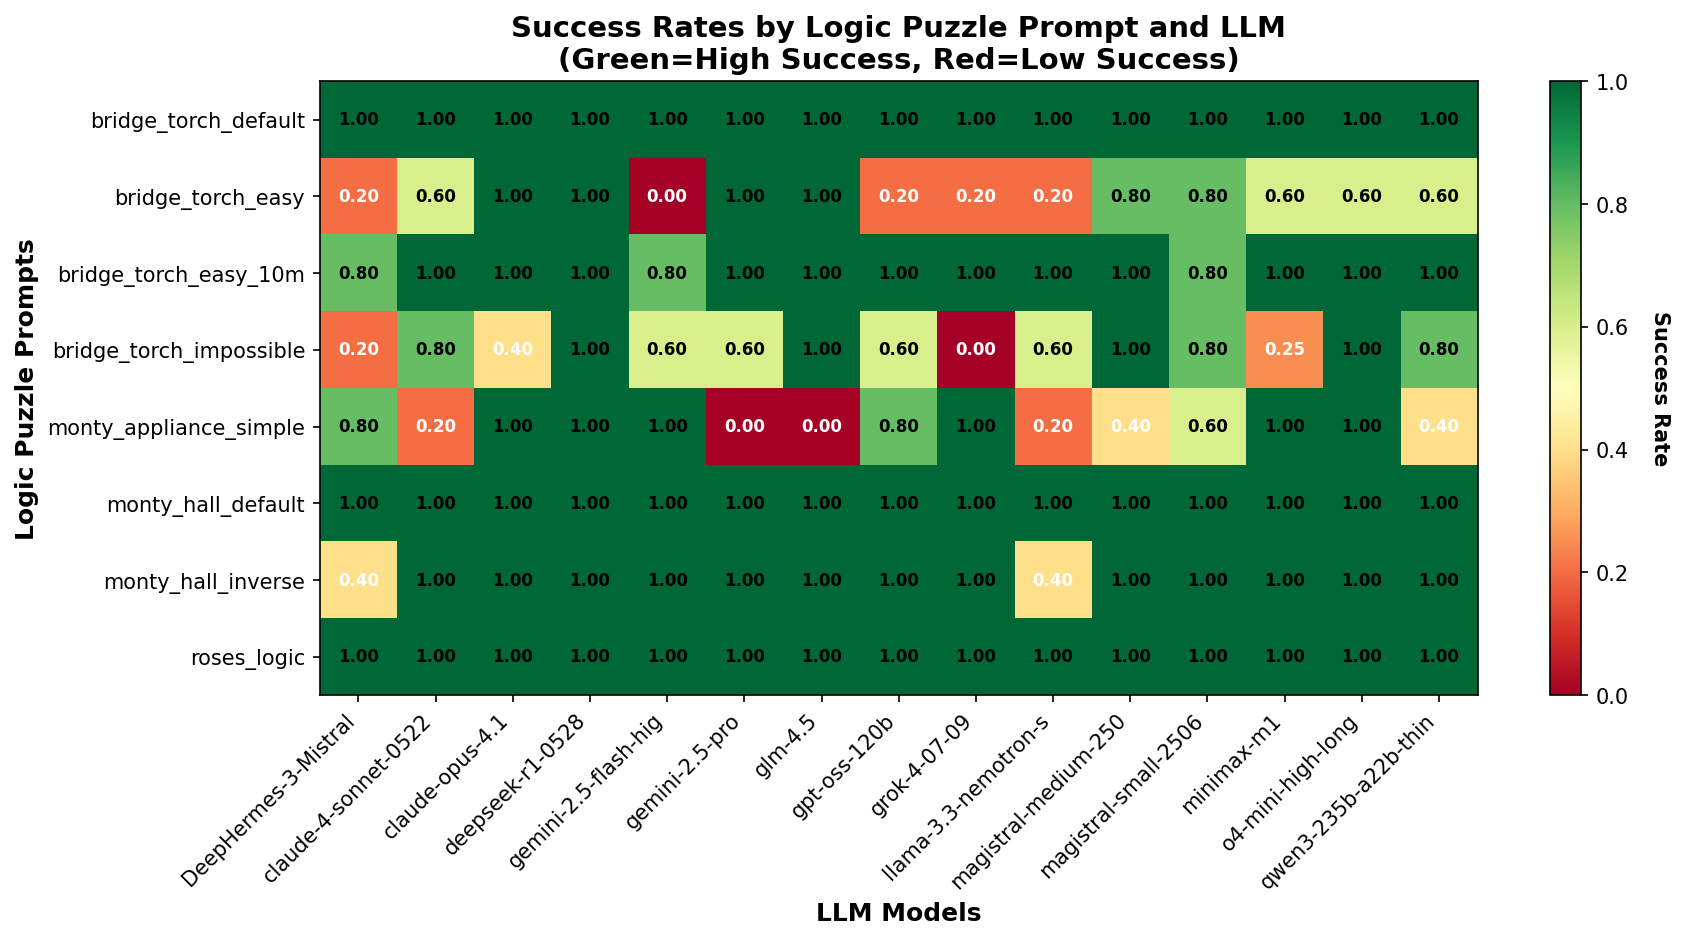 Success Rates by Logic Puzzle Prompt and LLM
(Green=High Success, Red=Low Success)
Logic Puzzle Prompts
bridge_torch_default 1.00 1.00 1.00 1.00 1.00 1.00 1.00 1.00 1.00 1.00 1.00 1.00 1.00 1.00 1.00
bridge_torch_easy 0.20 0.60 1.00 1.00 0.00 1.00 1.00 0.20 0.20 0.20 0.80 0.80 0.60 0.60 0.60
bridge_torch_easy_10m 0.80 1.00 1.00 1.00 0.80 1.00 1.00 1.00 1.00 1.00 1.00 0.80 1.00 1.00 1.00
bridge_torch_impossible 0.20 0.80 0.40 1.00 0.60 0.60 1.00 0.60 0.00 0.60 1.00 0.80 0.25 1.00 0.80
monty_appliance_simple 0.80 0.20 1.00 1.00 1.00 0.00 0.00 0.80 1.00 0.20 0.40 0.60 1.00 1.00 0.40
monty_hall_default 1.00 1.00 1.00 1.00 1.00 1.00 1.00 1.00 1.00 1.00 1.00 1.00 1.00 1.00 1.00
monty_hall_inverse 0.40 1.00 1.00 1.00 1.00 1.00 1.00 1.00 1.00 0.40 1.00 1.00 1.00 1.00 1.00
roses_logic 1.00 1.00 1.00 1.00 1.00 1.00 1.00 1.00 1.00 1.00 1.00 1.00 1.00 1.00 1.00
DeepHermes-3-Mistral
claude-4-sonnet-0522
claude-opus-4.1
deepseek-r1-0528
gemini-2.5-flash-hig
gemini-2.5-pro
glm-4.5
gpt-oss-120b
grok-4-07-09
llama-3.3-nemotron-s
magistral-medium-250
magistral-small-2506
minimax-m1
o4-mini-high-long
qwen3-235b-a22b-thin
LLM Models
1.0
0.8
0.6
0.4
0.2
0.0
Success Rate